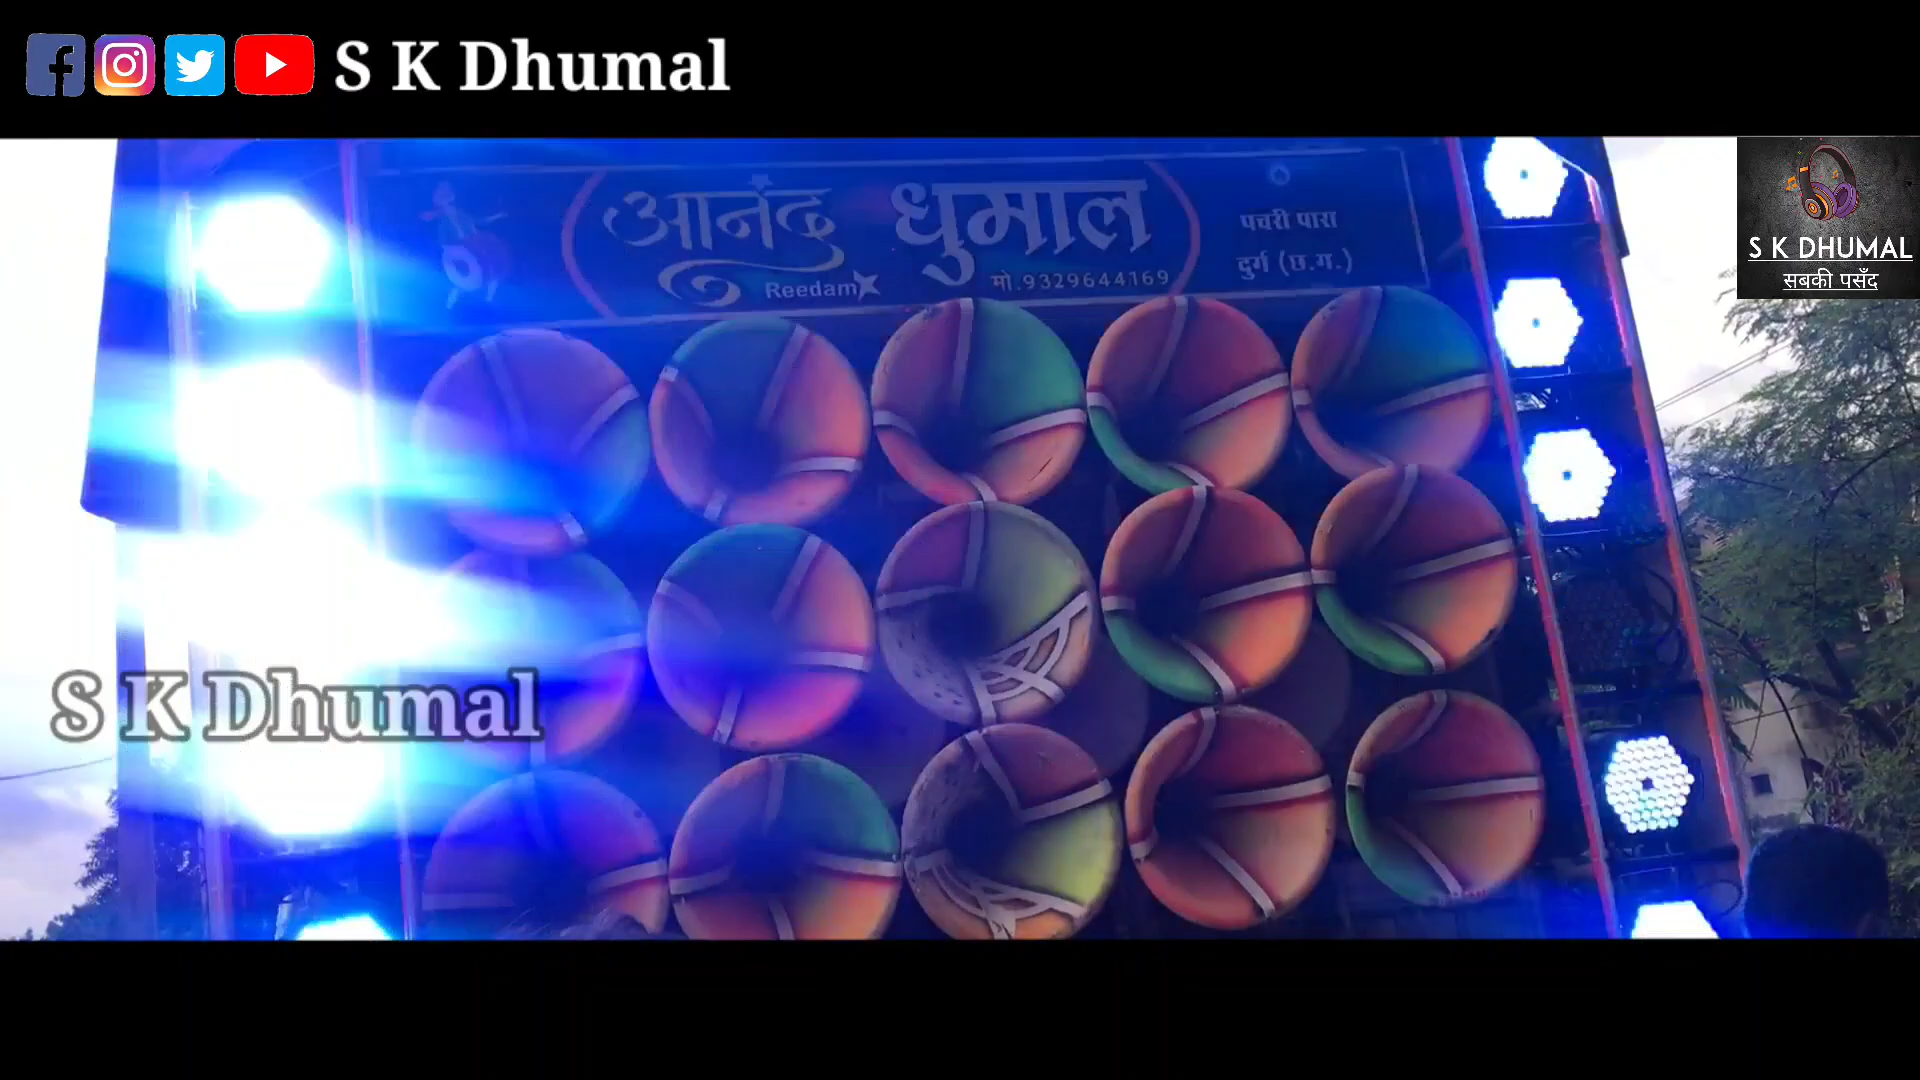 S K Dhumal
आनंद धुमाल
पचरी पारा
दुर्ग (छ.ग.)
Reedam
मो.9329644169
S K DHUMAL
सबकी पसँद
S K Dhumal